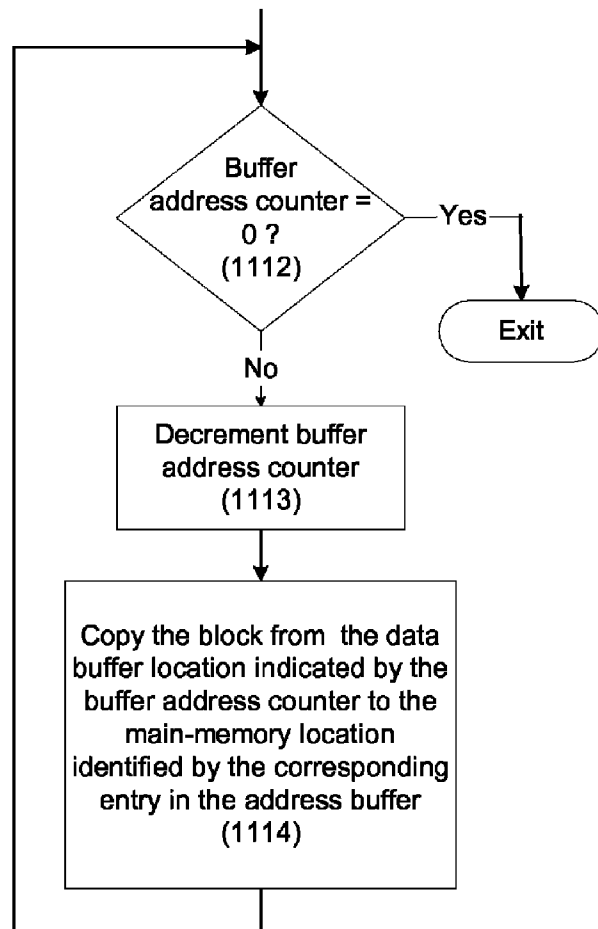 Buffer
address counter =
0 ?
(1112)
Yes
Exit
No
Decrement buffer
address counter
(1113)
Copy the block from the data
buffer location indicated by the
buffer address counter to the
main-memory location
identified by the corresponding
entry in the address buffer
(1114)